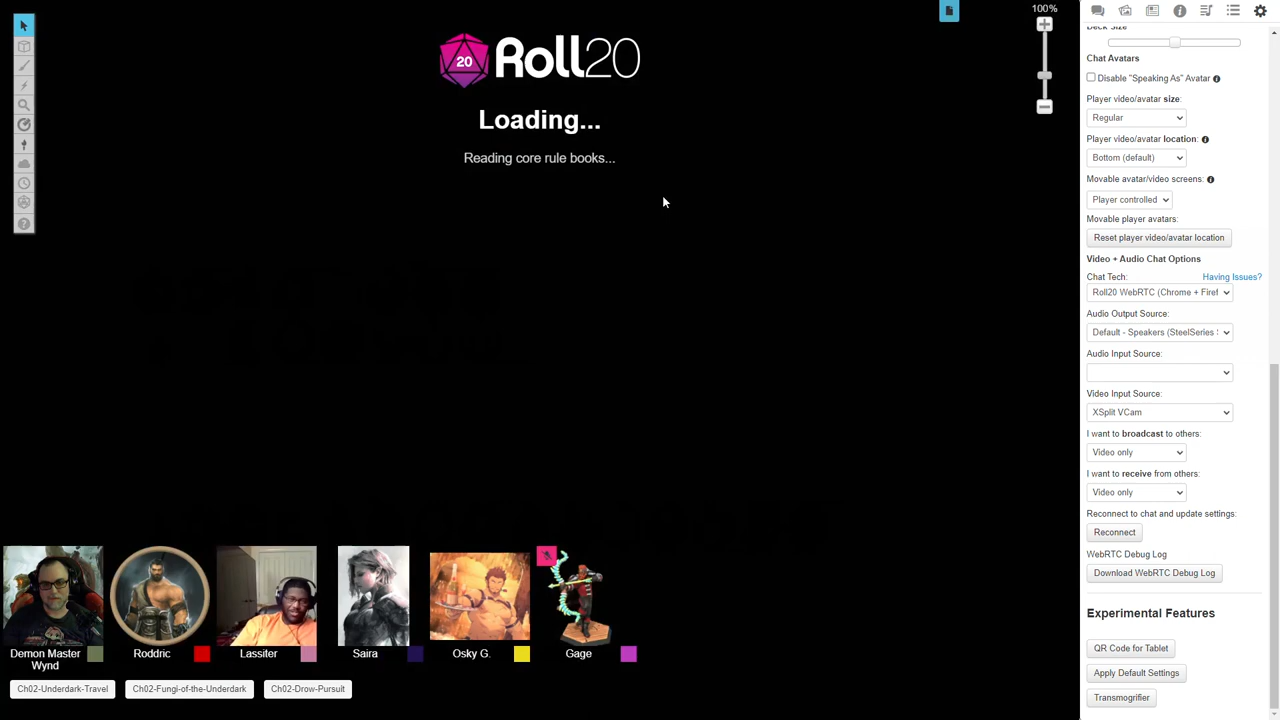 100%
20
Roll20
Loading...
Reading core rule books...
Deck Size
Chat Avatars
Disable "Speaking As" Avatar
Player video/avatar size:
Regular
Player video/avatar location:
Bottom (default)
Movable avatar/video screens:
Player controlled
Movable player avatars:
Reset player video/avatar location
Video + Audio Chat Options
Chat Tech: Having Issues?
Roll20 WebRTC (Chrome + Firef
Audio Output Source:
Default - Speakers (SteelSeries
Audio Input Source:
Video Input Source:
XSplit VCam
I want to broadcast to others:
Video only
I want to receive from others:
Video only
Reconnect to chat and update settings:
Reconnect
WebRTC Debug Log
Download WebRTC Debug Log
Experimental Features
QR Code for Tablet
Apply Default Settings
Transmogrifier
Demon Master
Wynd
Roddric
Lassiter
Saira
Osky G.
Gage
Ch02-Underdark-Travel
Ch02-Fungi-of-the-Underdark
Ch02-Drow-Pursuit